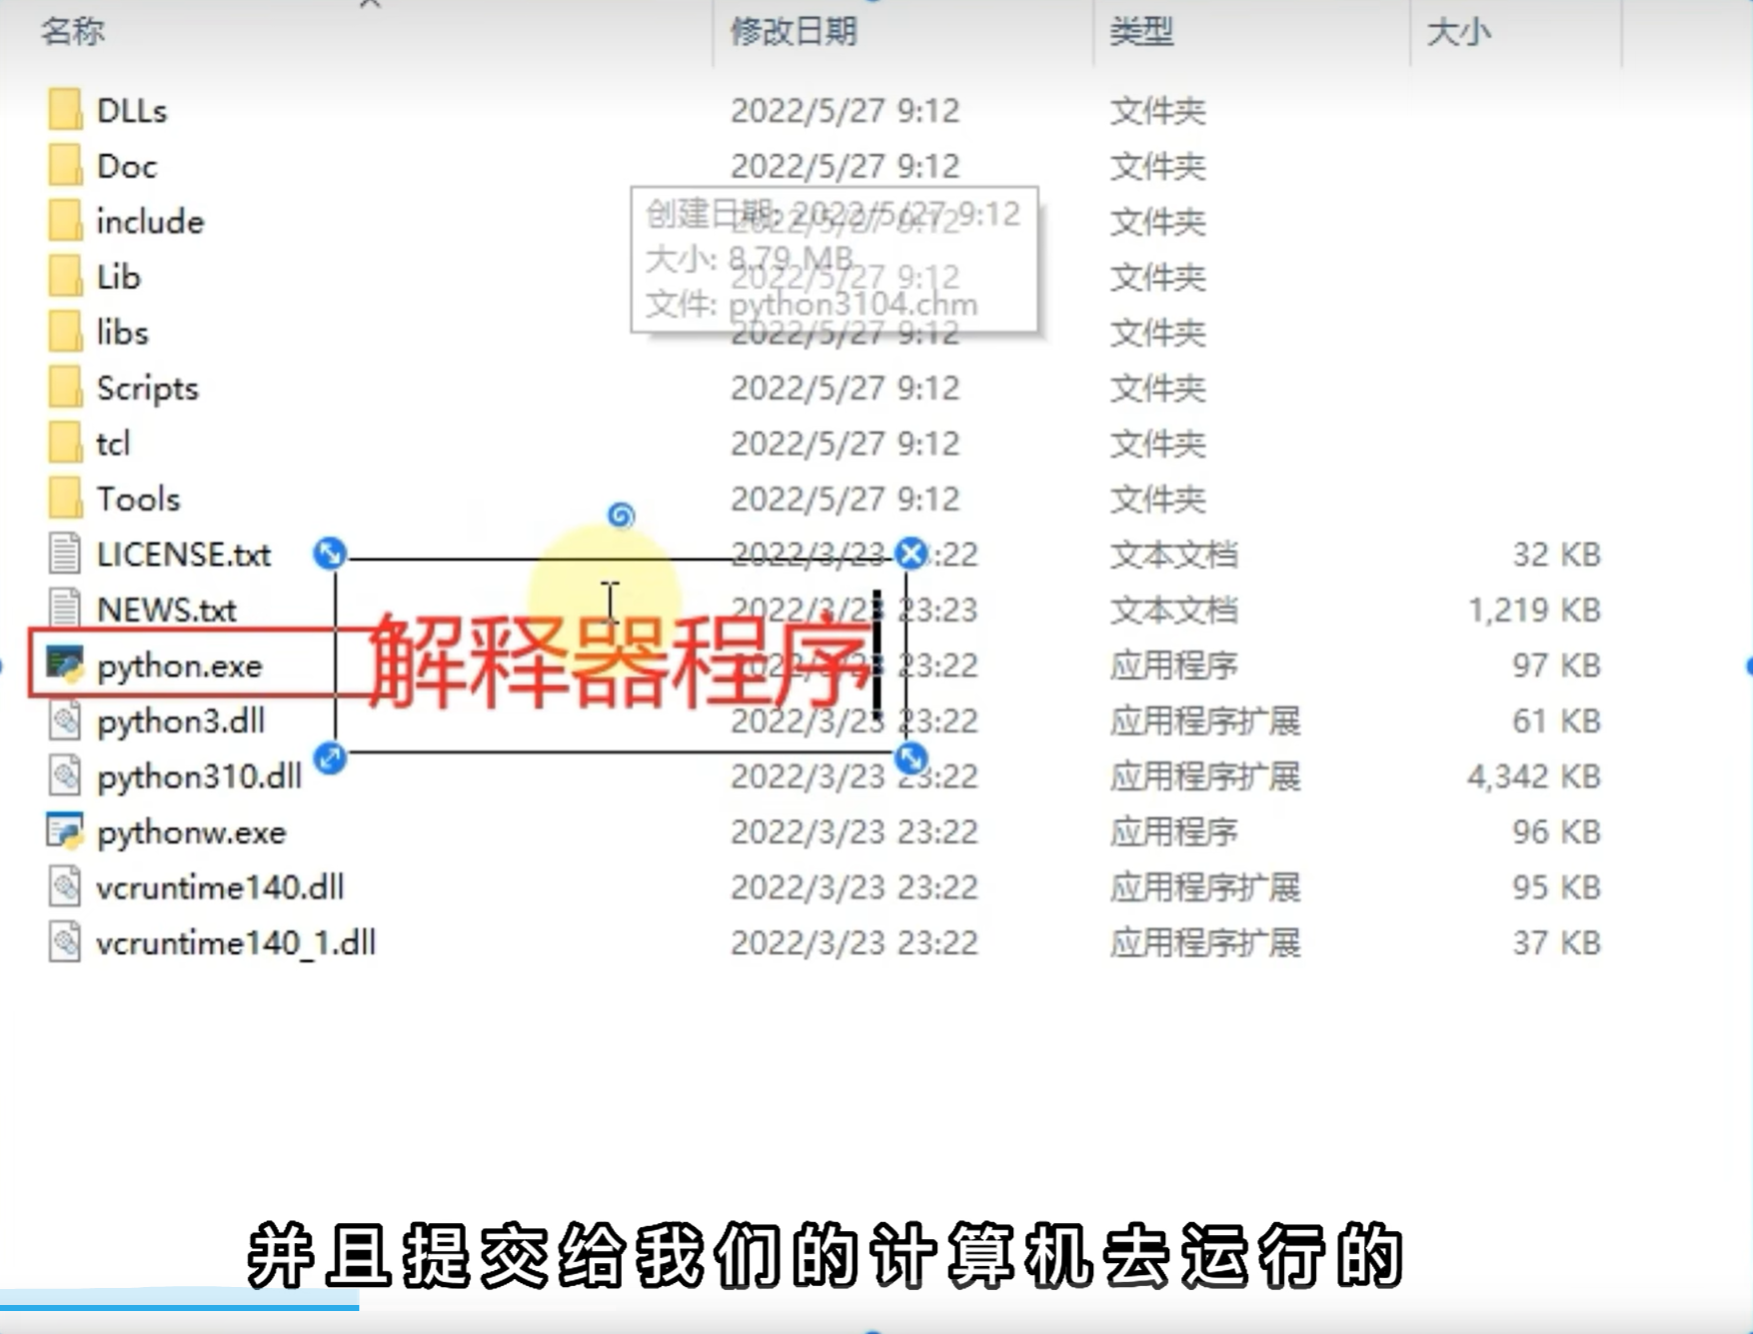 名称 修改日期 类型 大小
DLLs 2022/5/27 9:12 文件夹
Doc 2022/5/27 9:12 文件夹
创建日期: 2022/5/27 9:12
include 2022/5/27 9:12 文件夹
大小: 8.79 MB
Lib 2022/5/27 9:12 文件夹
文件: python3104.chm
libs 2022/5/27 9:12 文件夹
Scripts 2022/5/27 9:12 文件夹
tcl 2022/5/27 9:12 文件夹
Tools 2022/5/27 9:12 文件夹
LICENSE.txt 2022/3/23 :22 文本文档 32 KB
NEWS.txt 2022/3/23 23:23 文本文档 1,219 KB
python.exe 2022/3/23 23:22 应用程序 97 KB
解释器程序
python3.dll 2022/3/23 23:22 应用程序扩展 61 KB
python310.dll 2022/3/23 23:22 应用程序扩展 4,342 KB
pythonw.exe 2022/3/23 23:22 应用程序 96 KB
vcruntime140.dll 2022/3/23 23:22 应用程序扩展 95 KB
vcruntime140_1.dll 2022/3/23 23:22 应用程序扩展 37 KB
并且提交给我们的计算机去运行的